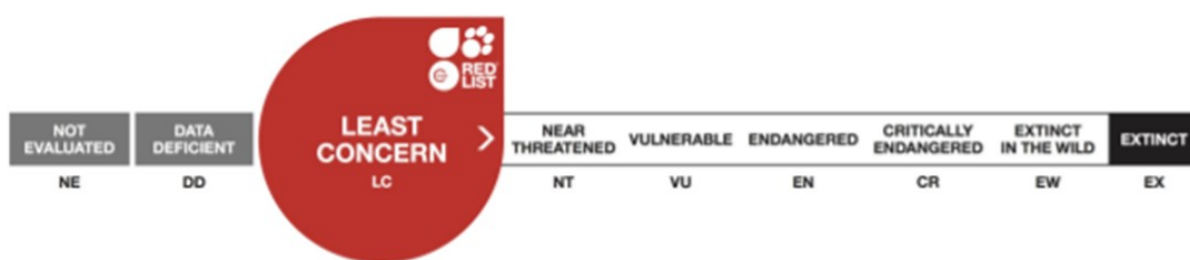 RED
LIST
NOT
EVALUATED
DATA
DEFICIENT
LEAST
CONCERN
NEAR
THREATENED
VULNERABLE
ENDANGERED
CRITICALLY
ENDANGERED
EXTINCT
IN THE WILD
EXTINCT
NE
DD
LC
NT
VU
EN
CR
EW
EX